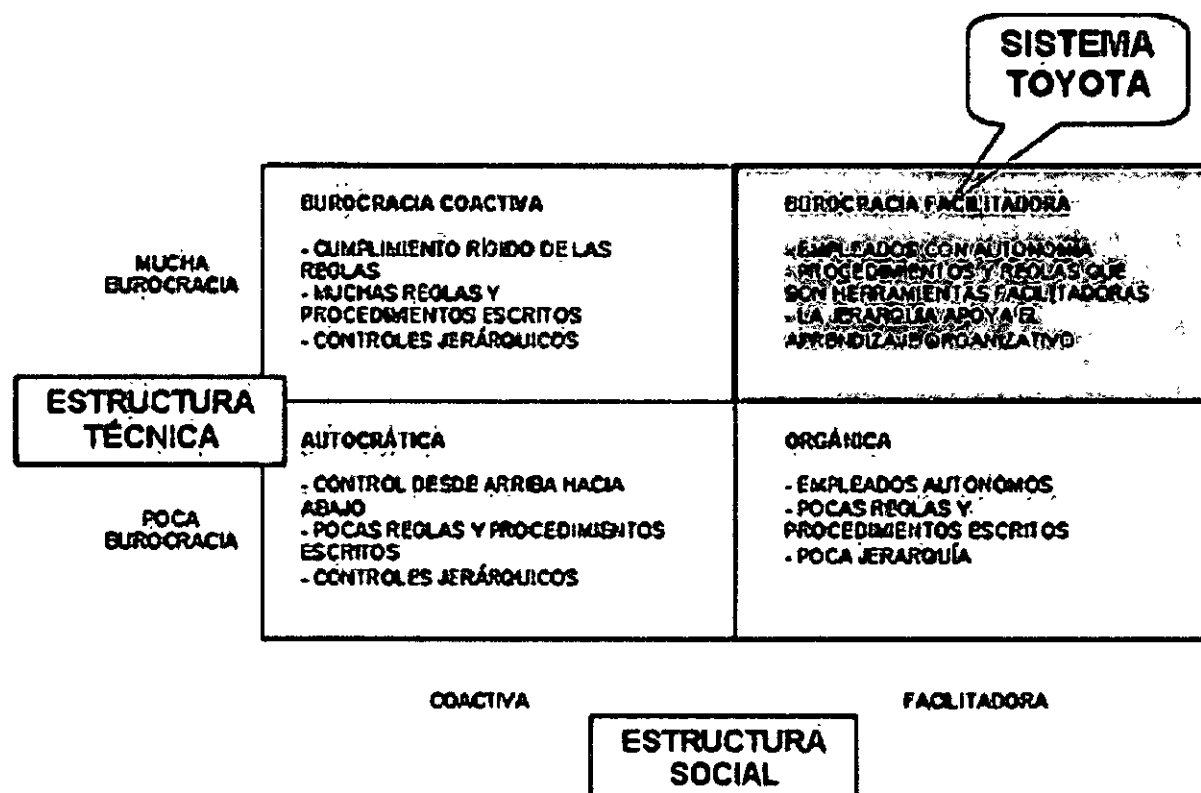 SISTEMA
TOYOTA
BUROCRACIA COACTIVA
- CUMPLIMIENTO RÍGIDO DE LAS
REGLAS
- MUCHAS REGLAS Y
PROCEDIMIENTOS ESCRITOS
- CONTROLES JERÁRQUICOS
BUROCRACIA FACILITADORA
- EMPLEADOS CON AUTONOMÍA
- PROCEDIMIENTOS Y REGLAS QUE
SON HERRAMIENTAS FACILITADORAS
- LA JERARQUÍA APOYA EL
APRENDIZAJE ORGANIZATIVO
MUCHA
BUROCRACIA
ESTRUCTURA
TÉCNICA
AUTOCRÁTICA
- CONTROL DESDE ARRIBA HACIA
ABAJO
- POCAS REGLAS Y PROCEDIMIENTOS
ESCRITOS
- CONTROLES JERÁRQUICOS
ORGÁNICA
- EMPLEADOS AUTONOMOS
- POCAS REGLAS Y
PROCEDIMIENTOS ESCRITOS
- POCA JERARQUÍA
POCA
BUROCRACIA
COACTIVA
FACILITADORA
ESTRUCTURA
SOCIAL